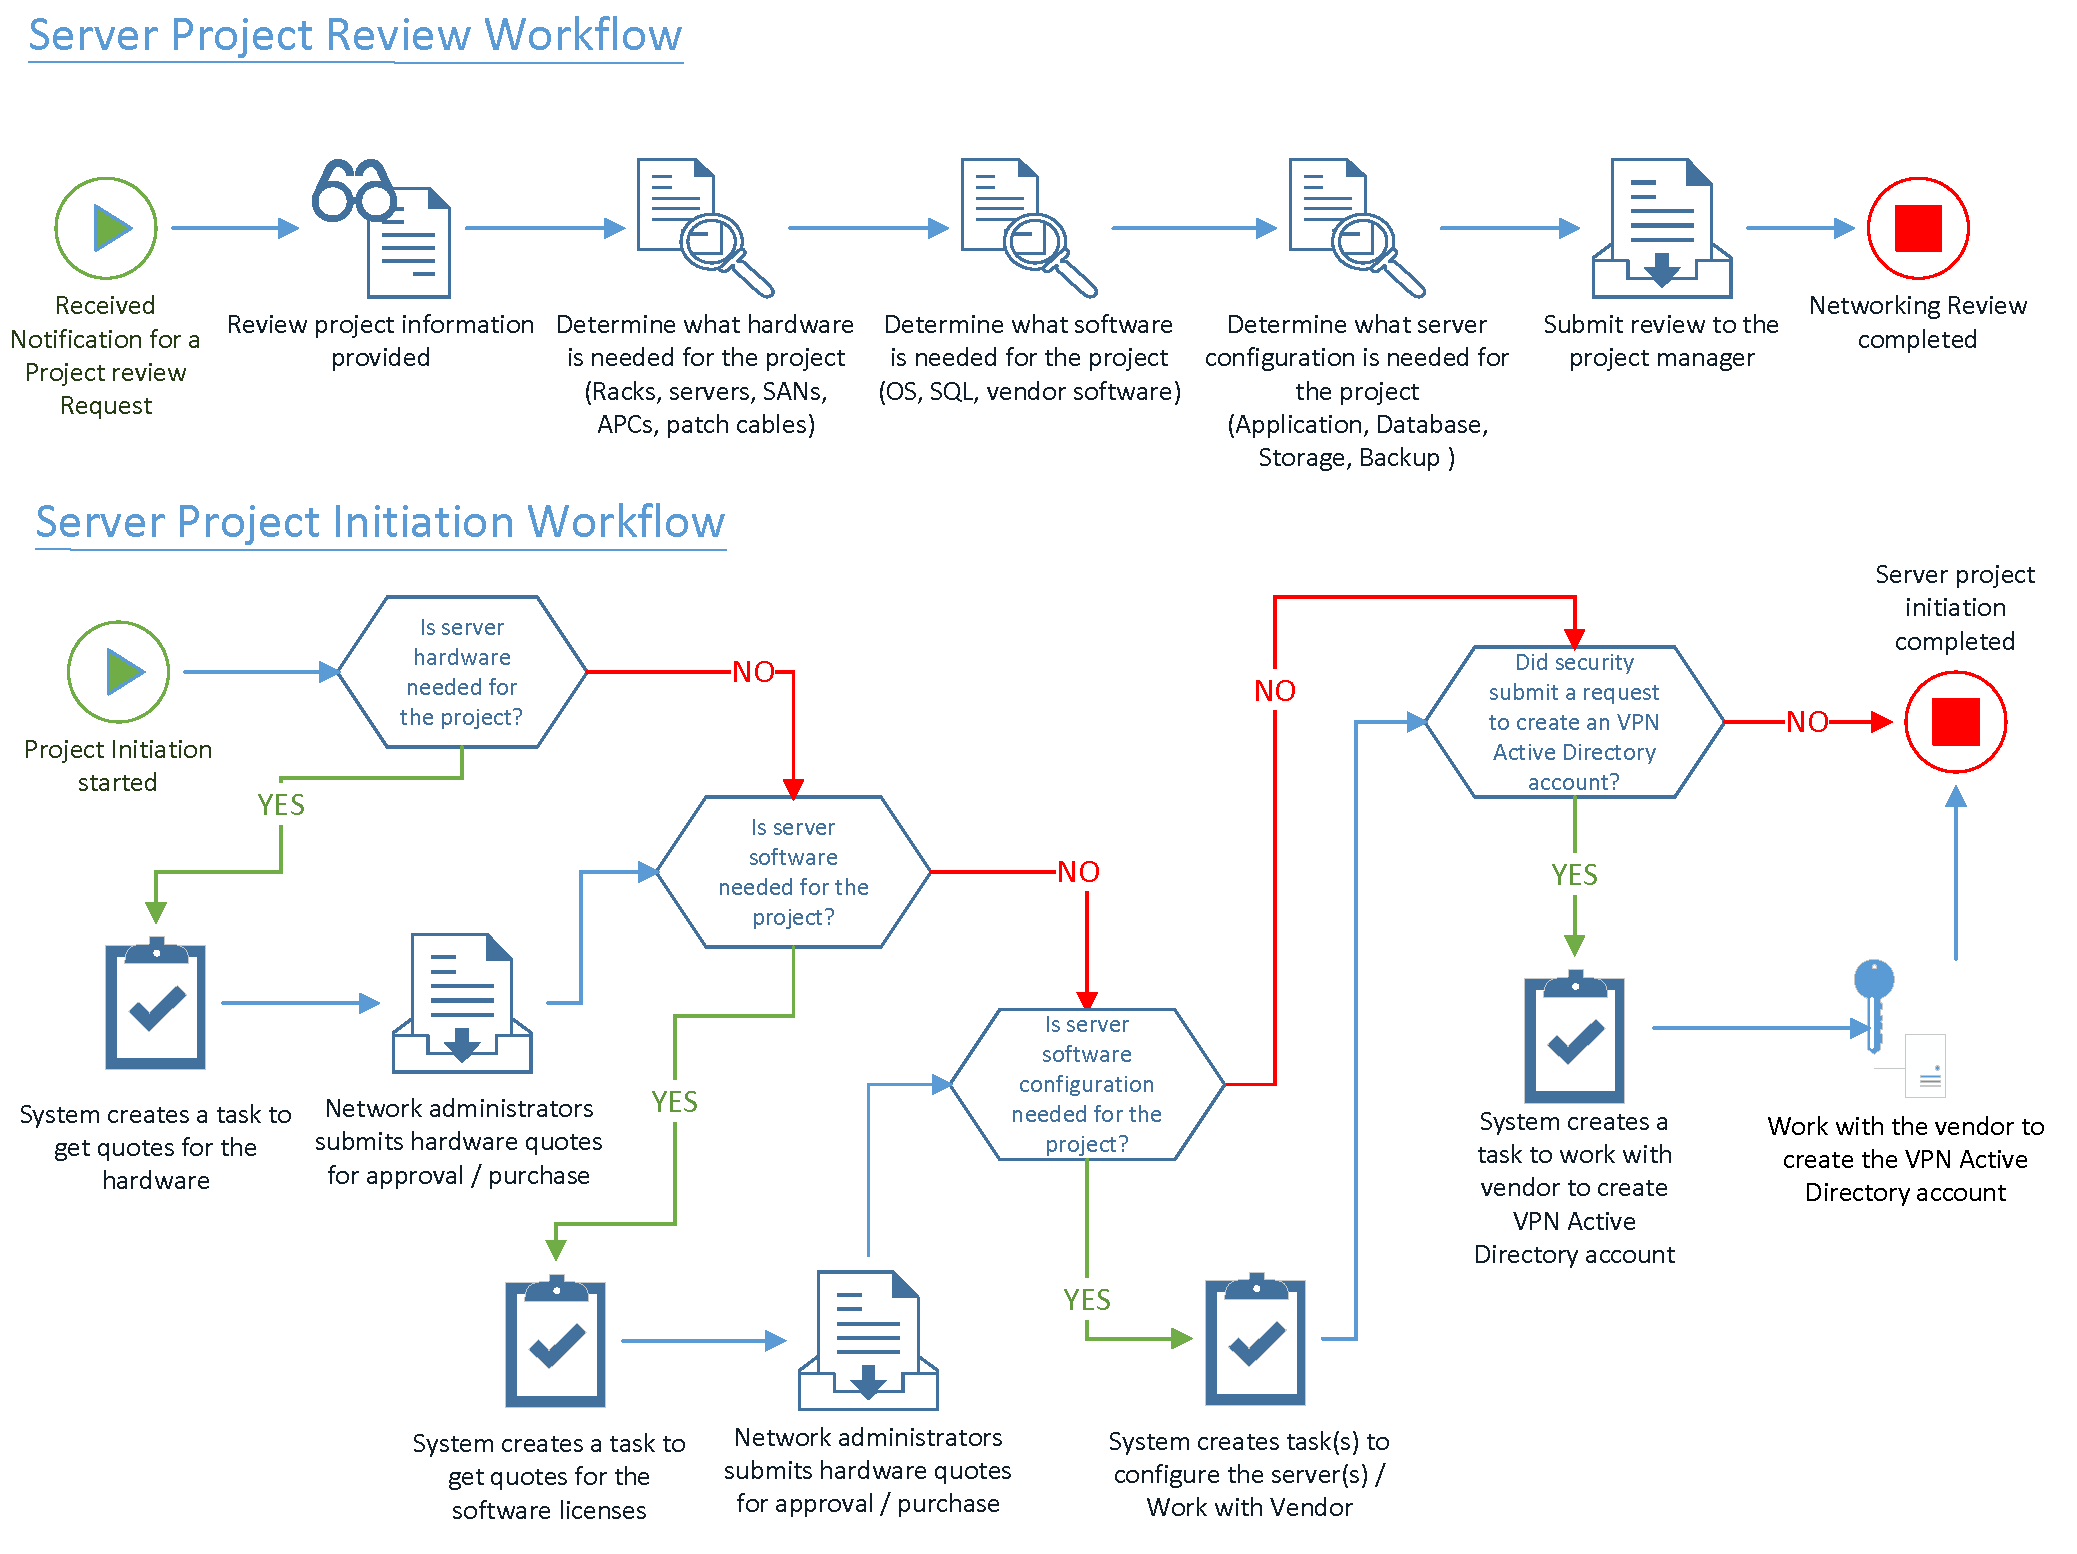 Server Project Review Workflow
Received
Notification for a
Project review
Request
Review project information
provided
Determine what hardware
is needed for the project
(Racks, servers, SANs,
APCs, patch cables)
Determine what software
is needed for the project
(OS, SQL, vendor software)
Determine what server
configuration is needed for
the project
(Application, Database,
Storage, Backup )
Submit review to the
project manager
Networking Review
completed
Server Project Initiation Workflow
Project Initiation
started
Is server
hardware
needed for
the project?
NO
YES
System creates a task to
get quotes for the
hardware
Network administrators
submits hardware quotes
for approval / purchase
Is server
software
needed for the
project?
NO
YES
System creates a task to
get quotes for the
software licenses
Network administrators
submits hardware quotes
for approval / purchase
Is server
software
configuration
needed for the
project?
NO
YES
System creates task(s) to
configure the server(s) /
Work with Vendor
Did security
submit a request
to create an VPN
Active Directory
account?
NO
YES
System creates a
task to work with
vendor to create
VPN Active
Directory account
Work with the vendor to
create the VPN Active
Directory account
Server project
initiation
completed